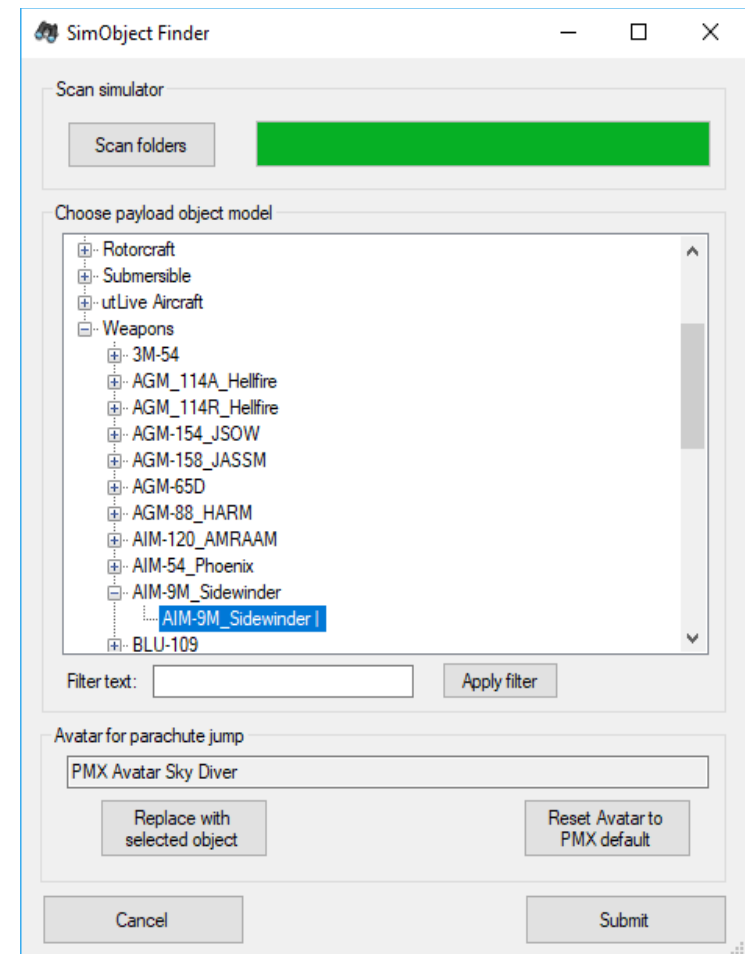 SimObject Finder
Scan simulator
Scan folders
Choose payload object model
Rotorcraft
Submersible
utLive Aircraft
Weapons
3M-54
AGM_114A_Hellfire
AGM_114R_Hellfire
AGM-154_JSOW
AGM-158_JASSM
AGM-65D
AGM-88_HARM
AIM-120_AMRAAM
AIM-54_Phoenix
AIM-9M_Sidewinder
AIM-9M_Sidewinder |
BLU-109
Filter text:
Apply filter
Avatar for parachute jump
PMX Avatar Sky Diver
Replace with
selected object
Reset Avatar to
PMX default
Cancel
Submit